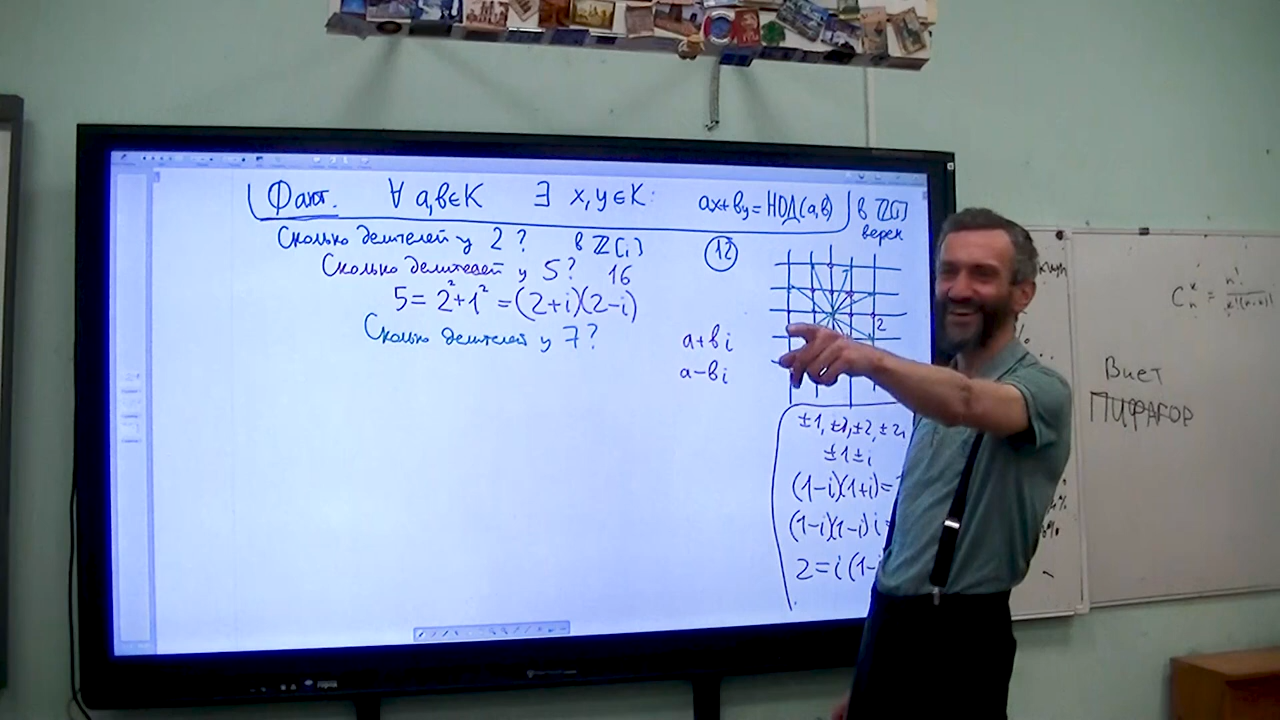 Факт. ∀ a,b∈K ∃ x,y∈K: ax+by=НОД(a,b) в ℤ[i] верен
Сколько делителей у 2? в ℤ[i] 12
Сколько делителей у 5? 16
5=2²+1²=(2+i)(2-i)
Сколько делителей у 7?
a+bi
a-bi
2
±1, ±i, ±2, ±2i
±1±i
(1-i)(1+i)=
(1-i)(1-i)i
2=i(1-i
Виет
ПИФАГОР